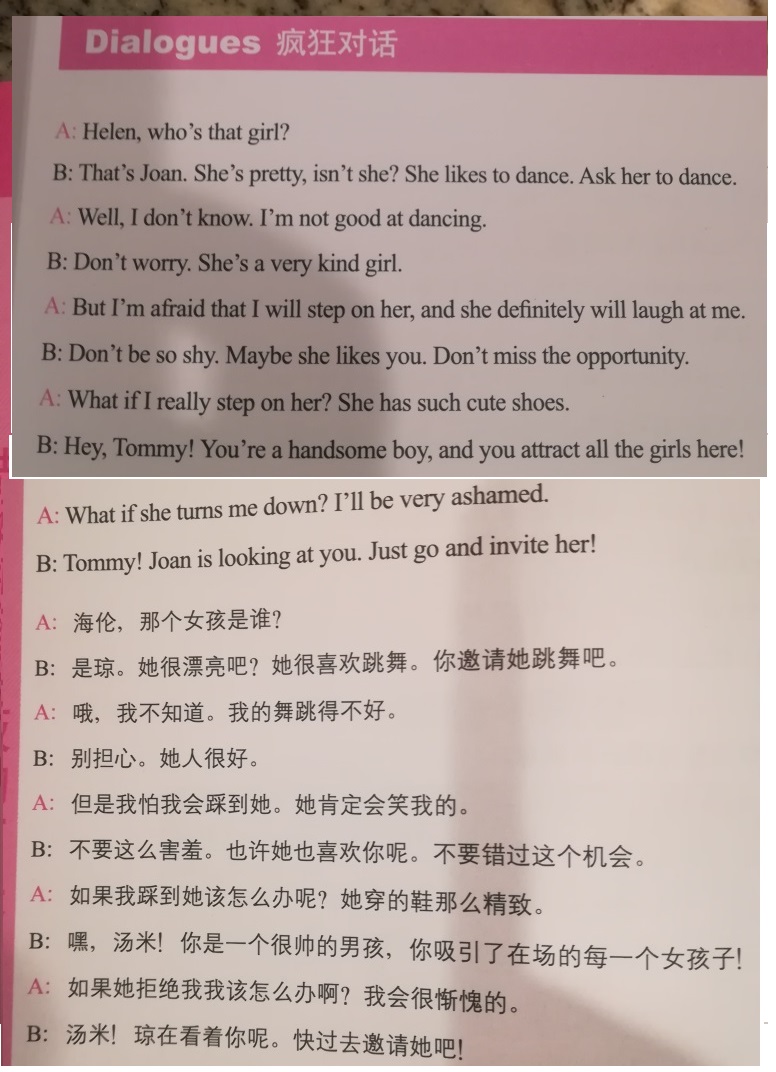 Dialogues 疯狂对话
A: Helen, who's that girl?
B: That's Joan. She's pretty, isn't she? She likes to dance. Ask her to dance.
A: Well, I don't know. I'm not good at dancing.
B: Don't worry. She's a very kind girl.
A: But I'm afraid that I will step on her, and she definitely will laugh at me.
B: Don't be so shy. Maybe she likes you. Don't miss the opportunity.
A: What if I really step on her? She has such cute shoes.
B: Hey, Tommy! You're a handsome boy, and you attract all the girls here!
A: What if she turns me down? I'll be very ashamed.
B: Tommy! Joan is looking at you. Just go and invite her!
A: 海伦，那个女孩是谁？
B: 是琼。她很漂亮吧？她很喜欢跳舞。你邀请她跳舞吧。
A: 哦，我不知道。我的舞跳得不好。
B: 别担心。她人很好。
A: 但是我怕我会踩到她。她肯定会笑我的。
B: 不要这么害羞。也许她也喜欢你呢。不要错过这个机会。
A: 如果我踩到她该怎么办呢？她穿的鞋那么精致。
B: 嘿，汤米！你是一个很帅的男孩，你吸引了在场的每一个女孩子！
A: 如果她拒绝我我该怎么办啊？我会很惭愧的。
B: 汤米！琼在看着你呢。快过去邀请她吧！